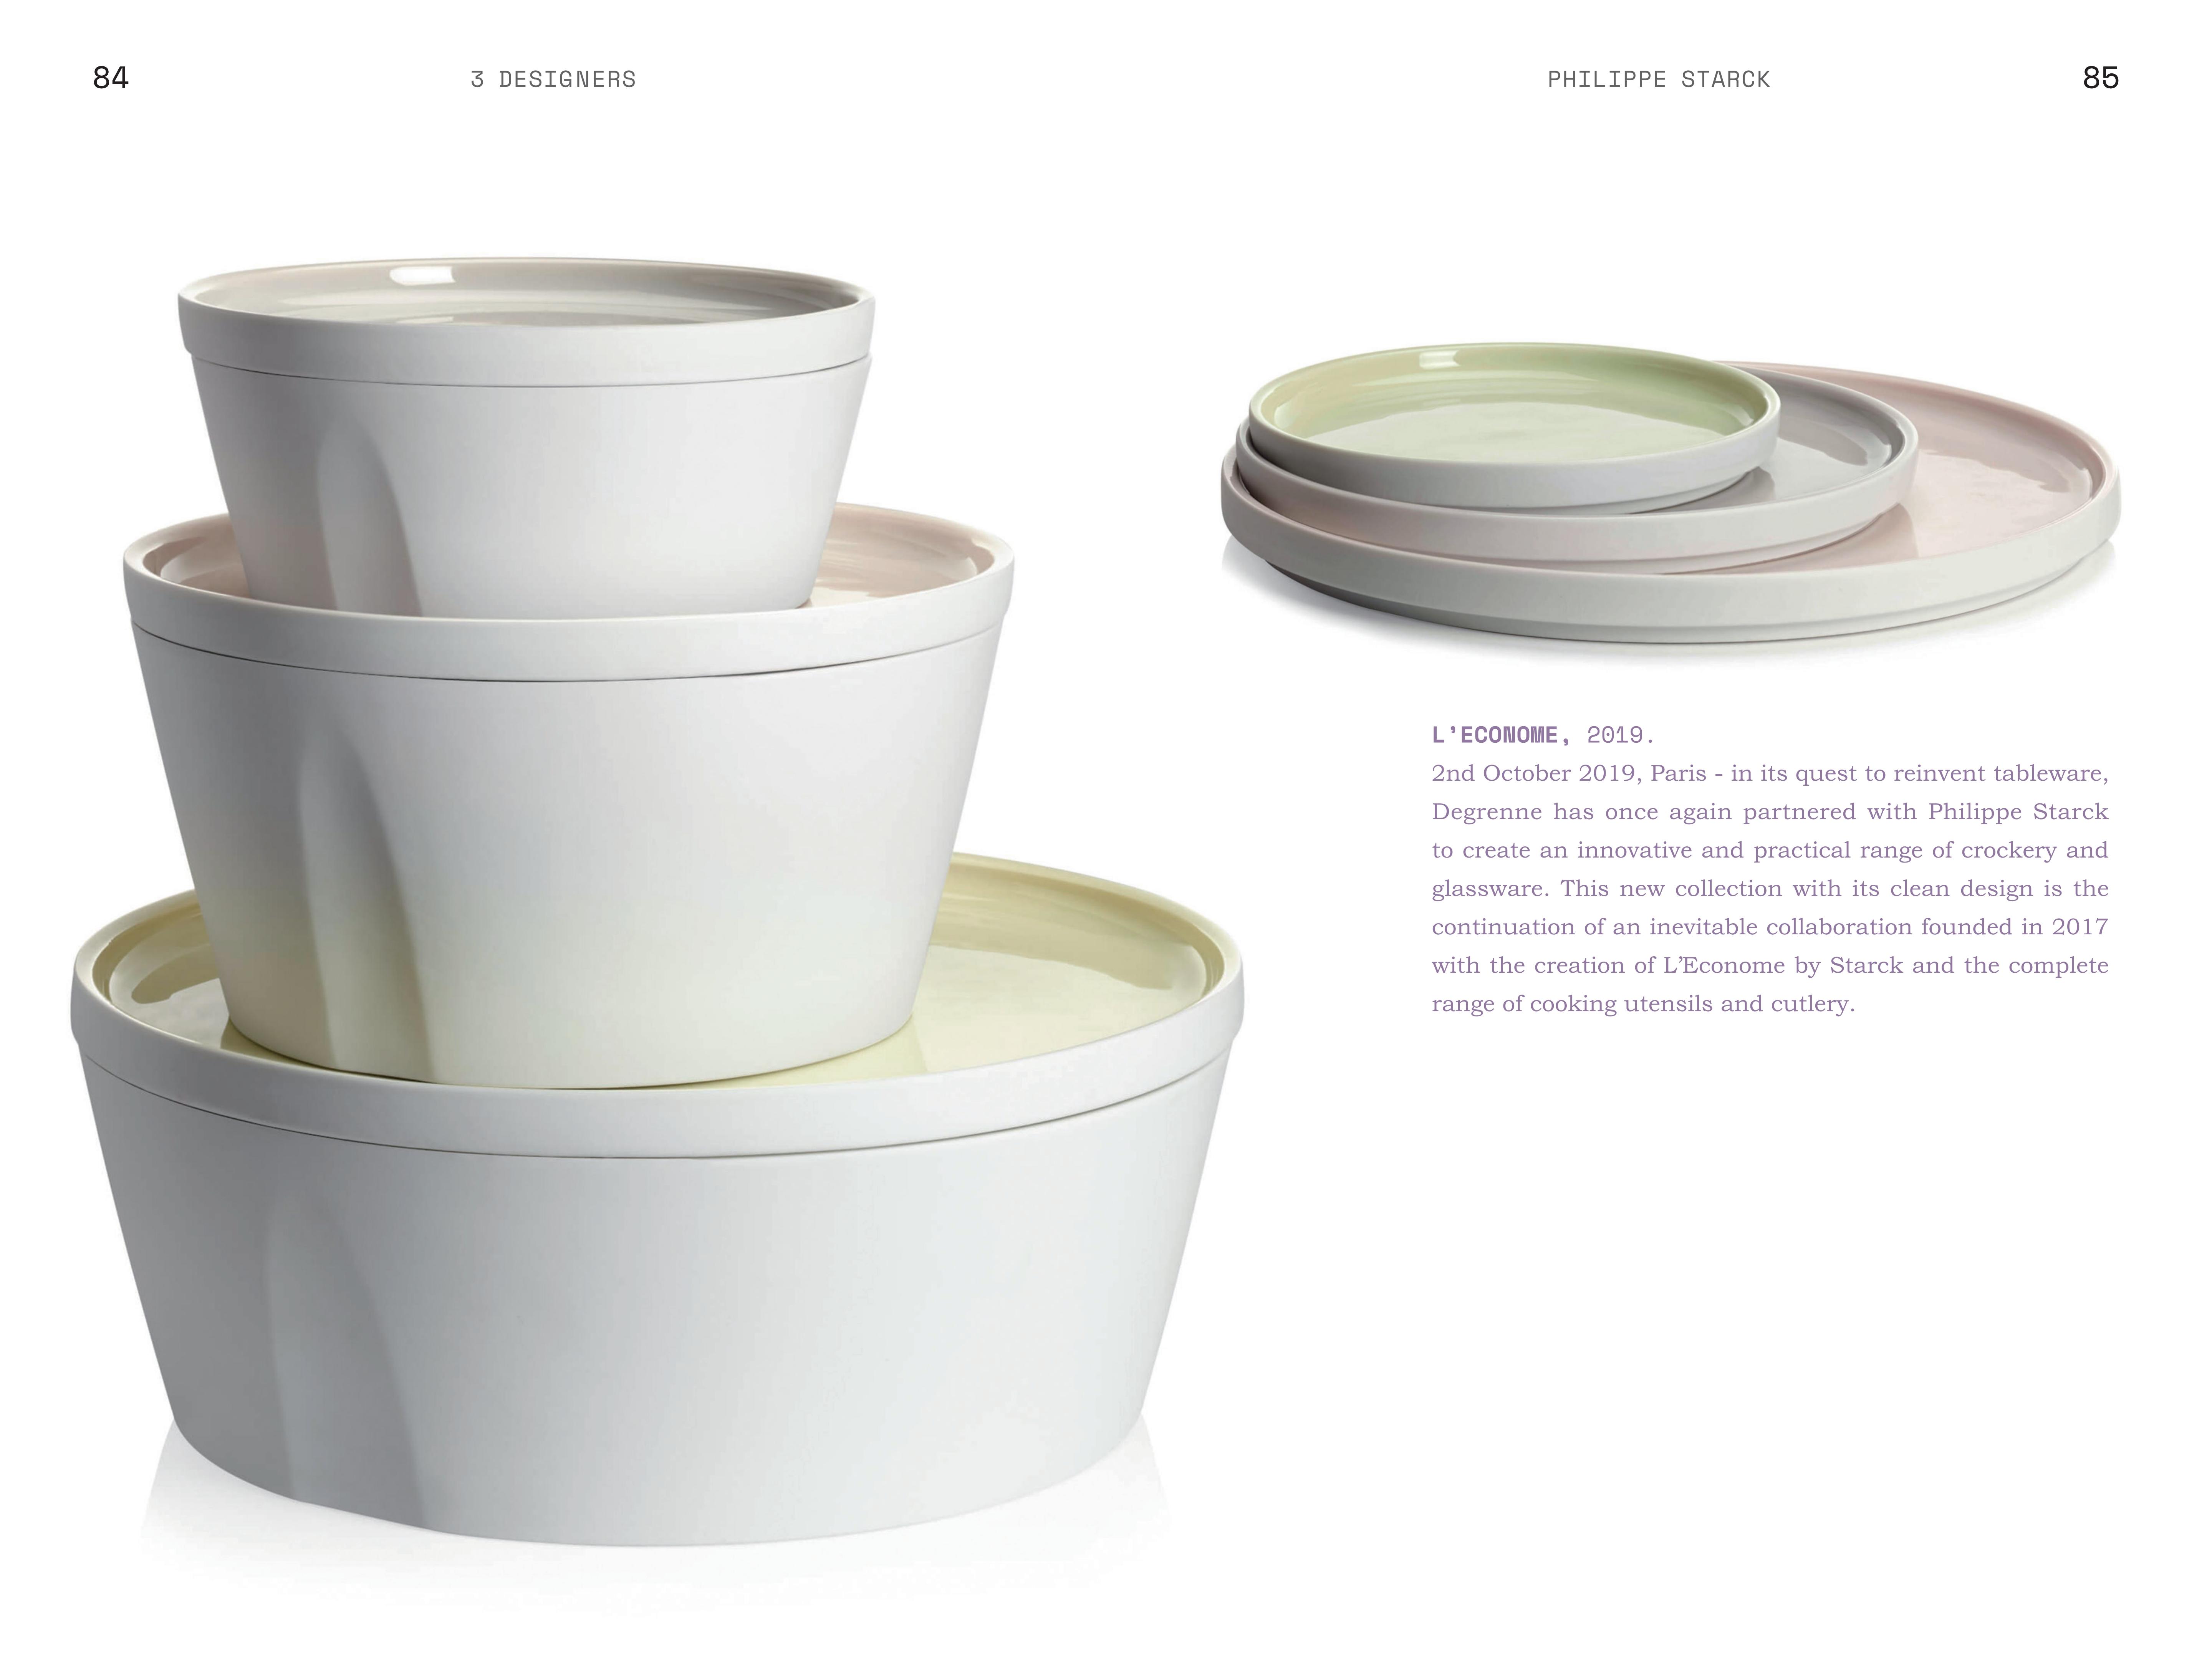 84
3 DESIGNERS
PHILIPPE STARCK
85
L’ECONOME, 2019.
2nd October 2019, Paris - in its quest to reinvent tableware,
Degrenne has once again partnered with Philippe Starck
to create an innovative and practical range of crockery and
glassware. This new collection with its clean design is the
continuation of an inevitable collaboration founded in 2017
with the creation of L’Econome by Starck and the complete
range of cooking utensils and cutlery.